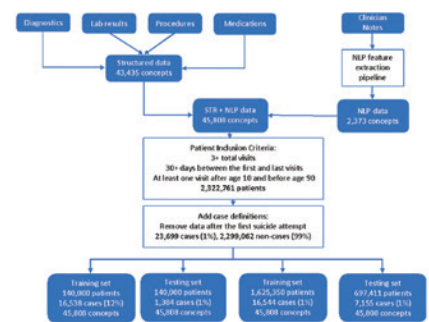 Diagnostics
Lab results
Procedures
Medications
Clinician
Notes
Structured data
43,435 concepts
NLP feature
extraction
pipeline
STR + NLP data
45,808 concepts
NLP data
2,373 concepts
Patient Inclusion Criteria:
3+ total visits
30+ days between the first and last visits
At least one visit after age 10 and before age 90
2,322,761 patients
Add case definitions:
Remove data after the first suicide attempt
23,699 cases (1%), 2,299,062 non-cases (99%)
Training set
140,000 patients
16,538 cases (12%)
45,800 concepts
Testing set
140,000 patients
1,304 cases (1%)
45,808 concepts
Training set
1,625,350 patients
16,544 cases (1%)
45,808 concepts
Testing set
697,411 patients
7,155 cases (1%)
45,800 concepts